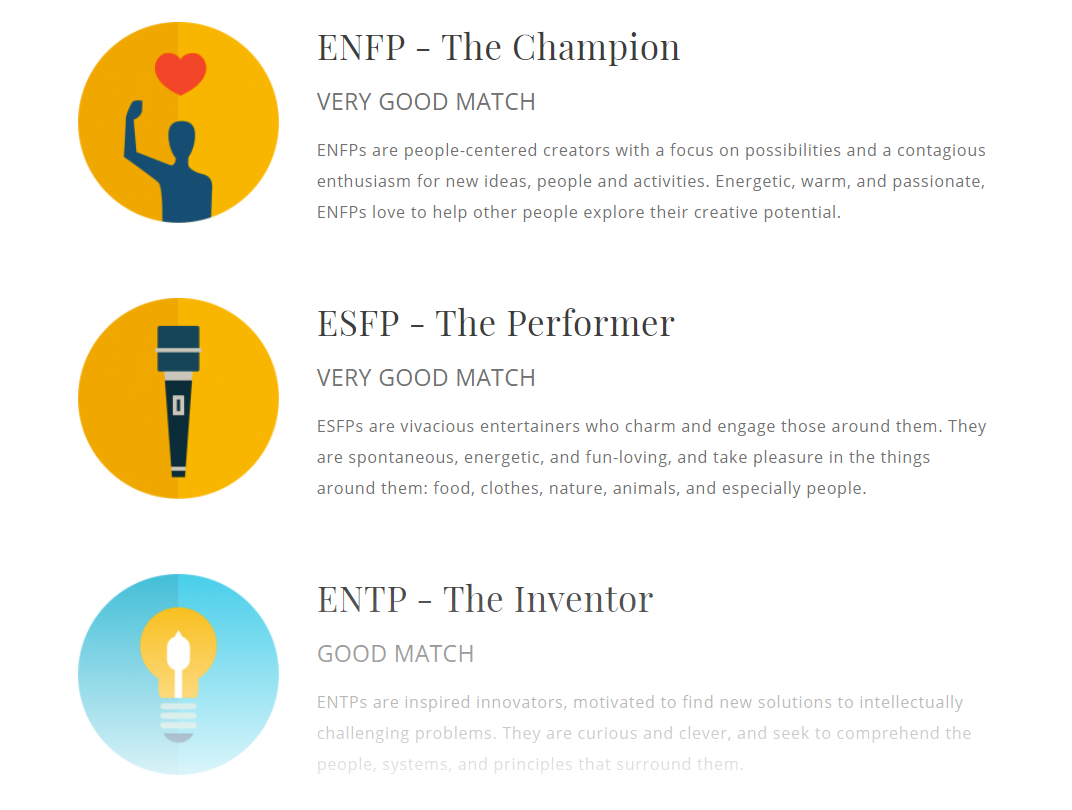 ENFP - The Champion
VERY GOOD MATCH
ENFPs are people-centered creators with a focus on possibilities and a contagious
enthusiasm for new ideas, people and activities. Energetic, warm, and passionate,
ENFPs love to help other people explore their creative potential.
ESFP - The Performer
VERY GOOD MATCH
ESFPs are vivacious entertainers who charm and engage those around them. They
are spontaneous, energetic, and fun-loving, and take pleasure in the things
around them: food, clothes, nature, animals, and especially people.
ENTP - The Inventor
GOOD MATCH
ENTPs are inspired innovators, motivated to find new solutions to intellectually
challenging problems. They are curious and clever, and seek to comprehend the
people, systems, and principles that surround them.